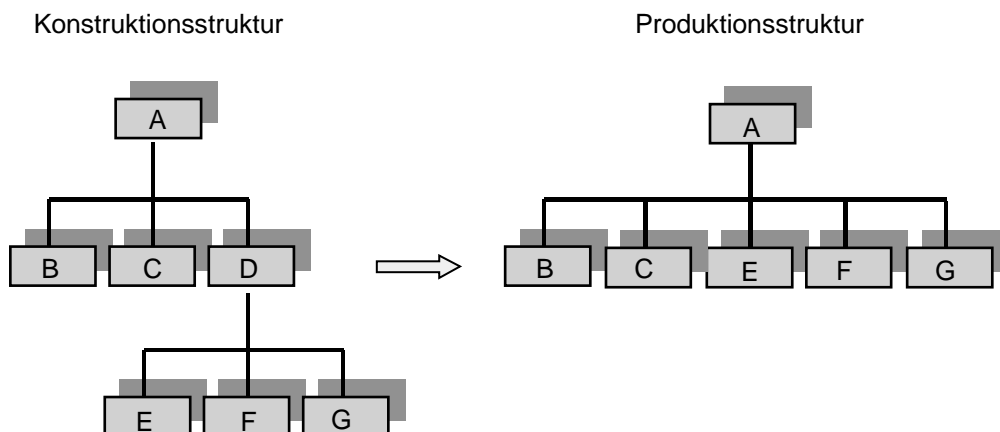 Konstruktionsstruktur Produktionsstruktur
A A
B C D B C E F G
E F G